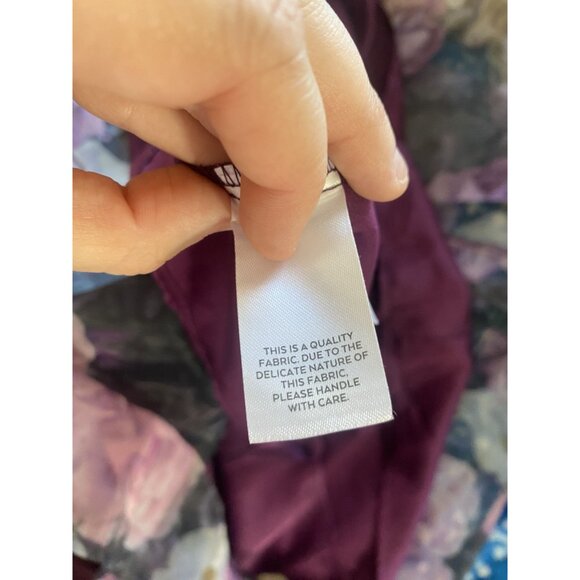 THIS IS A QUALITY
FABRIC. DUE TO THE
DELICATE NATURE OF
THIS FABRIC,
PLEASE HANDLE
WITH CARE.